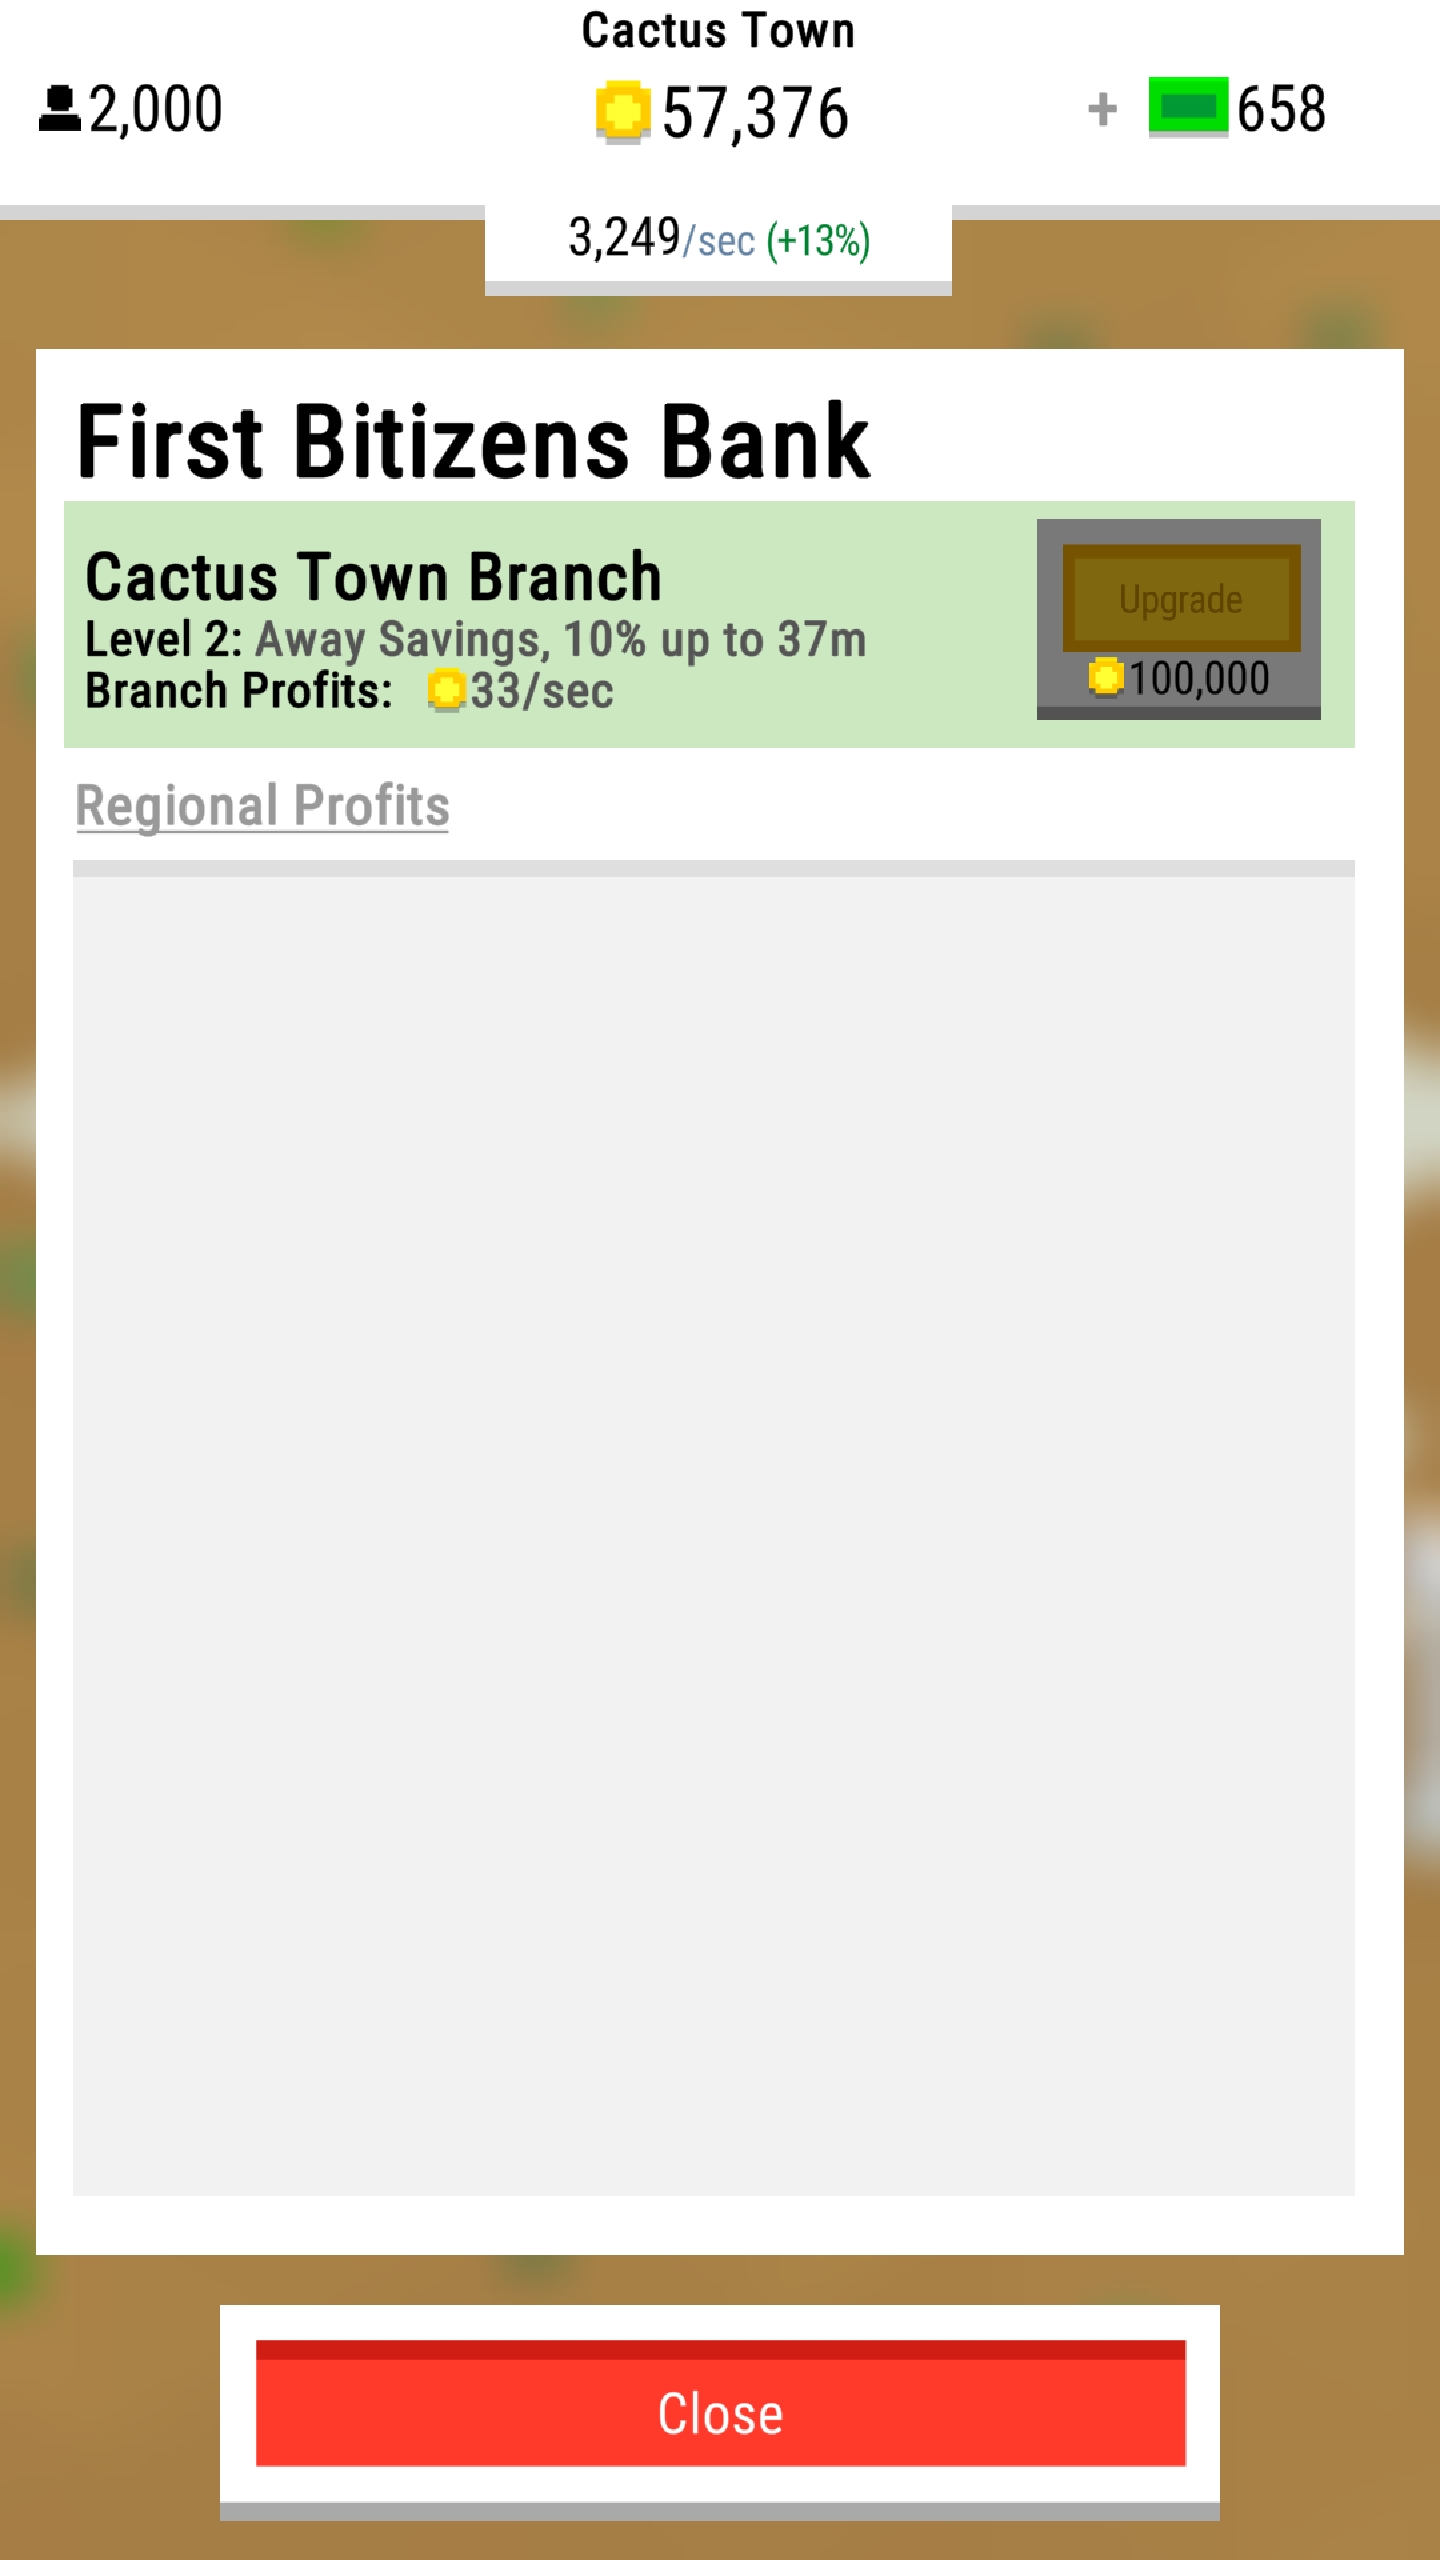 Cactus Town
2,000
57,376
+ 658
3,249/sec (+13%)
First Bitizens Bank
Cactus Town Branch
Level 2: Away Savings, 10% up to 37m
Branch Profits: 33/sec
Upgrade
100,000
Regional Profits
Close